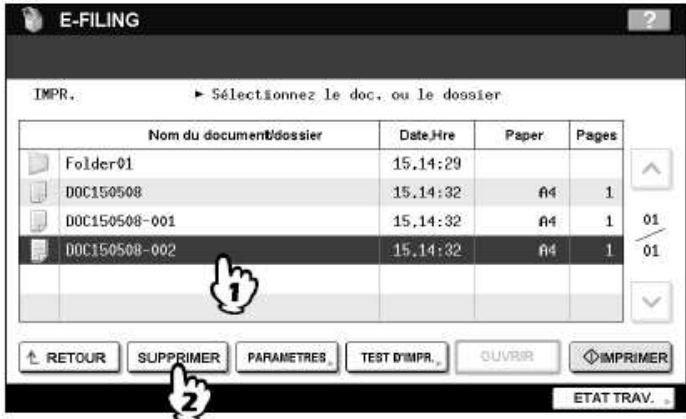 E-FILING ?
IMPR. ► Sélectionnez le doc. ou le dossier
Nom du document/dossier Date,Hre Paper Pages
Folder01 15.14:29
DOC150508 15.14:32 A4 1
DOC150508-001 15.14:32 A4 1 01
DOC150508-002 15.14:32 A4 1 01
1
RETOUR SUPPRIMER PARAMETRES TEST D'IMPR. OUVRIR IMPRIMER
2
ETAT TRAV.